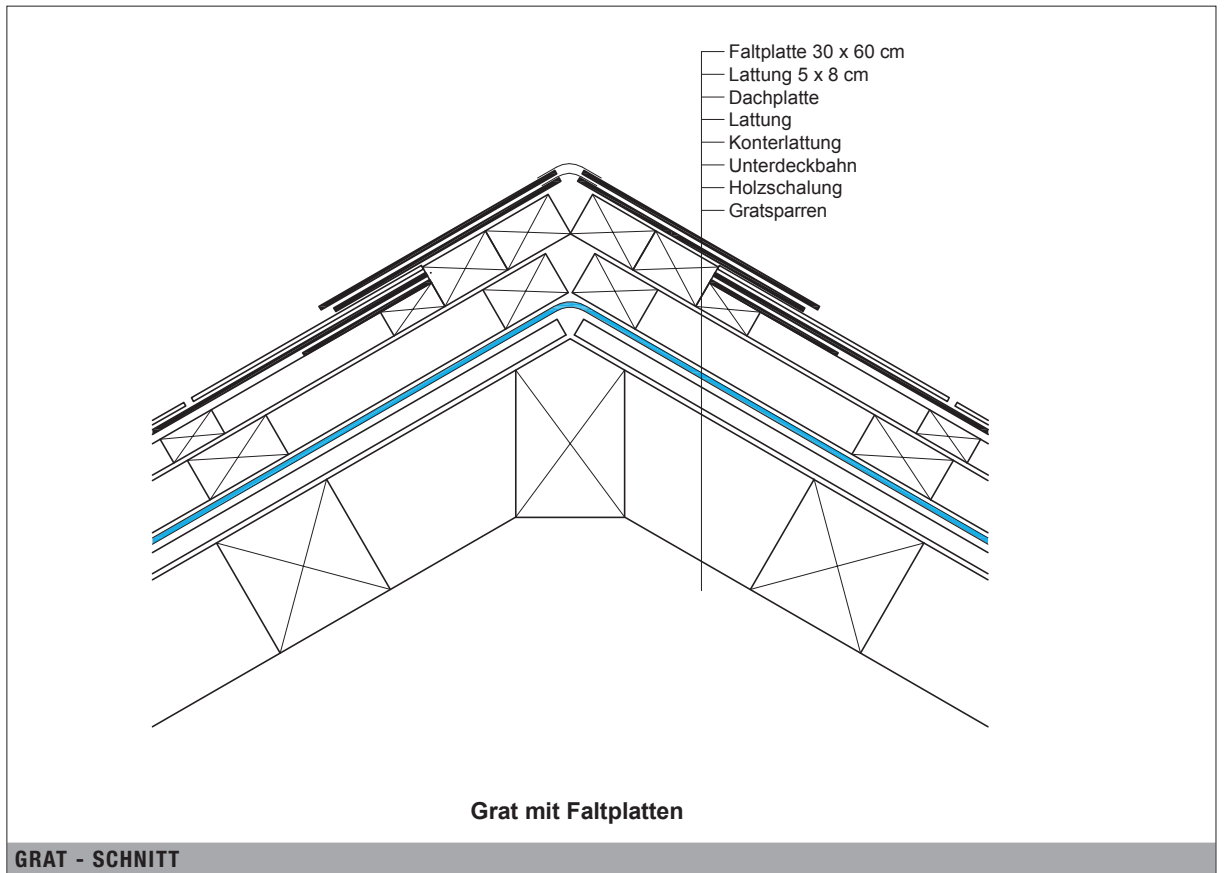 Faltplatte 30 x 60 cm
Lattung 5 x 8 cm
Dachplatte
Lattung
Konterlattung
Unterdeckbahn
Holzschalung
Gratsparren
Grat mit Faltplatten
GRAT - SCHNITT